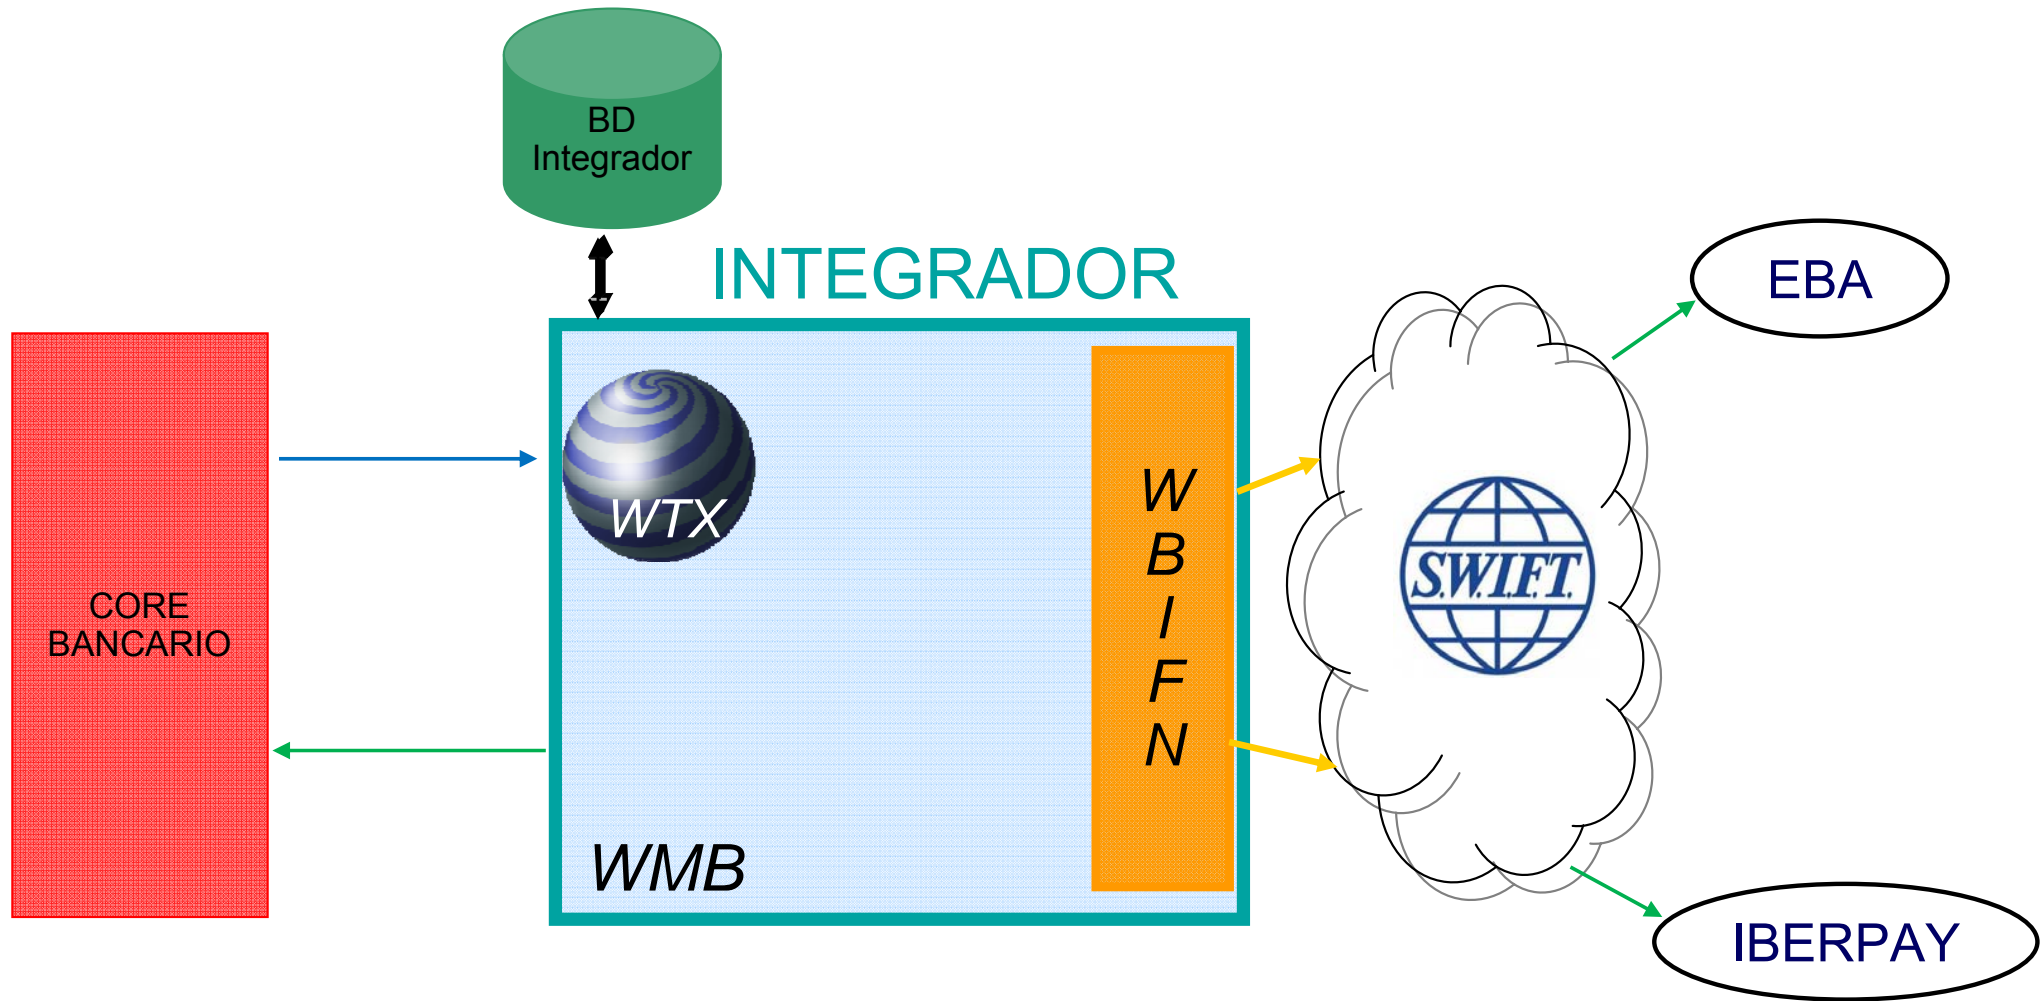 BD
Integrador
INTEGRADOR
EBA
WTX
W
B
I
F
N
S.W.I.F.T.
CORE
BANCARIO
WMB
IBERPAY